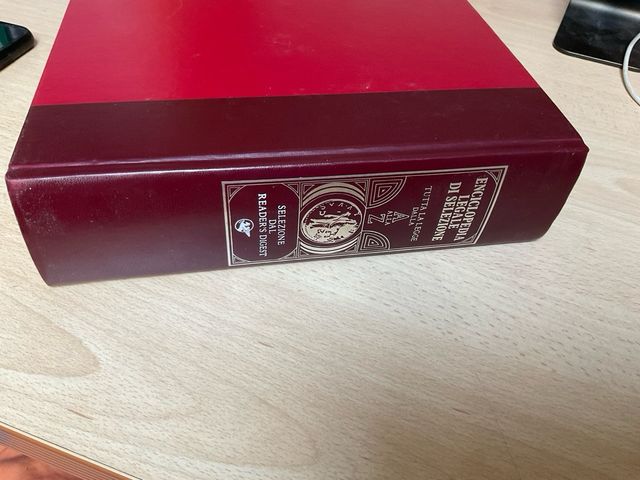 ENCICLOPEDIA
LEGALE
DI SELEZIONE
TUTTA LA LEGGE
DALLA
A
ALLA
Z
SELEZIONE
DAL
READER'S DIGEST